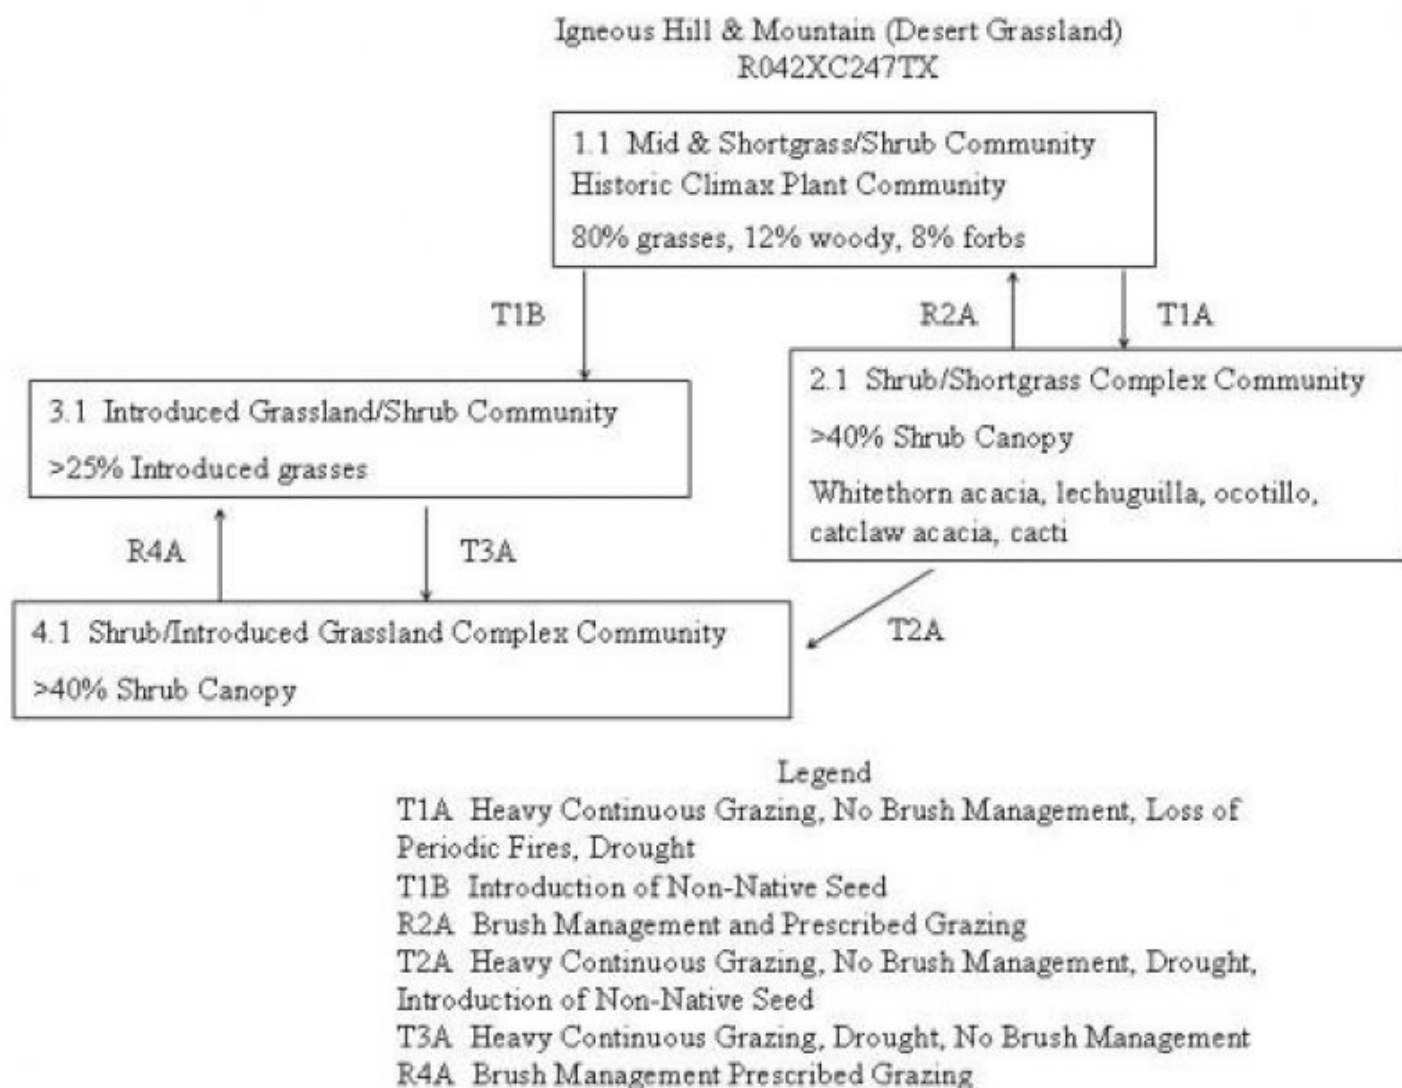 Igneous Hill & Mountain (Desert Grassland)
R042XC247TX
1.1 Mid & Shortgrass/Shrub Community
Historic Climax Plant Community
80% grasses, 12% woody, 8% forbs
T1B
R2A
T1A
3.1 Introduced Grassland/Shrub Community
>25% Introduced grasses
2.1 Shrub/Shortgrass Complex Community
>40% Shrub Canopy
Whitethorn acacia, lechuguilla, ocotillo,
catclaw acacia, cacti
R4A
T3A
T2A
4.1 Shrub/Introduced Grassland Complex Community
>40% Shrub Canopy
Legend
T1A Heavy Continuous Grazing, No Brush Management, Loss of
Periodic Fires, Drought
T1B Introduction of Non-Native Seed
R2A Brush Management and Prescribed Grazing
T2A Heavy Continuous Grazing, No Brush Management, Drought,
Introduction of Non-Native Seed
T3A Heavy Continuous Grazing, Drought, No Brush Management
R4A Brush Management Prescribed Grazing